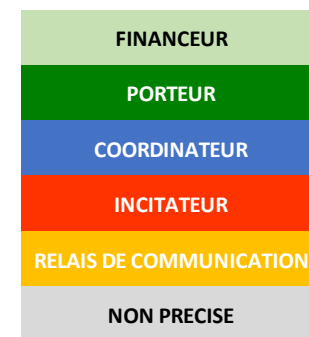 FINANCEUR
PORTEUR
COORDINATEUR
INCITATEUR
RELAIS DE COMMUNICATION
NON PRECISE